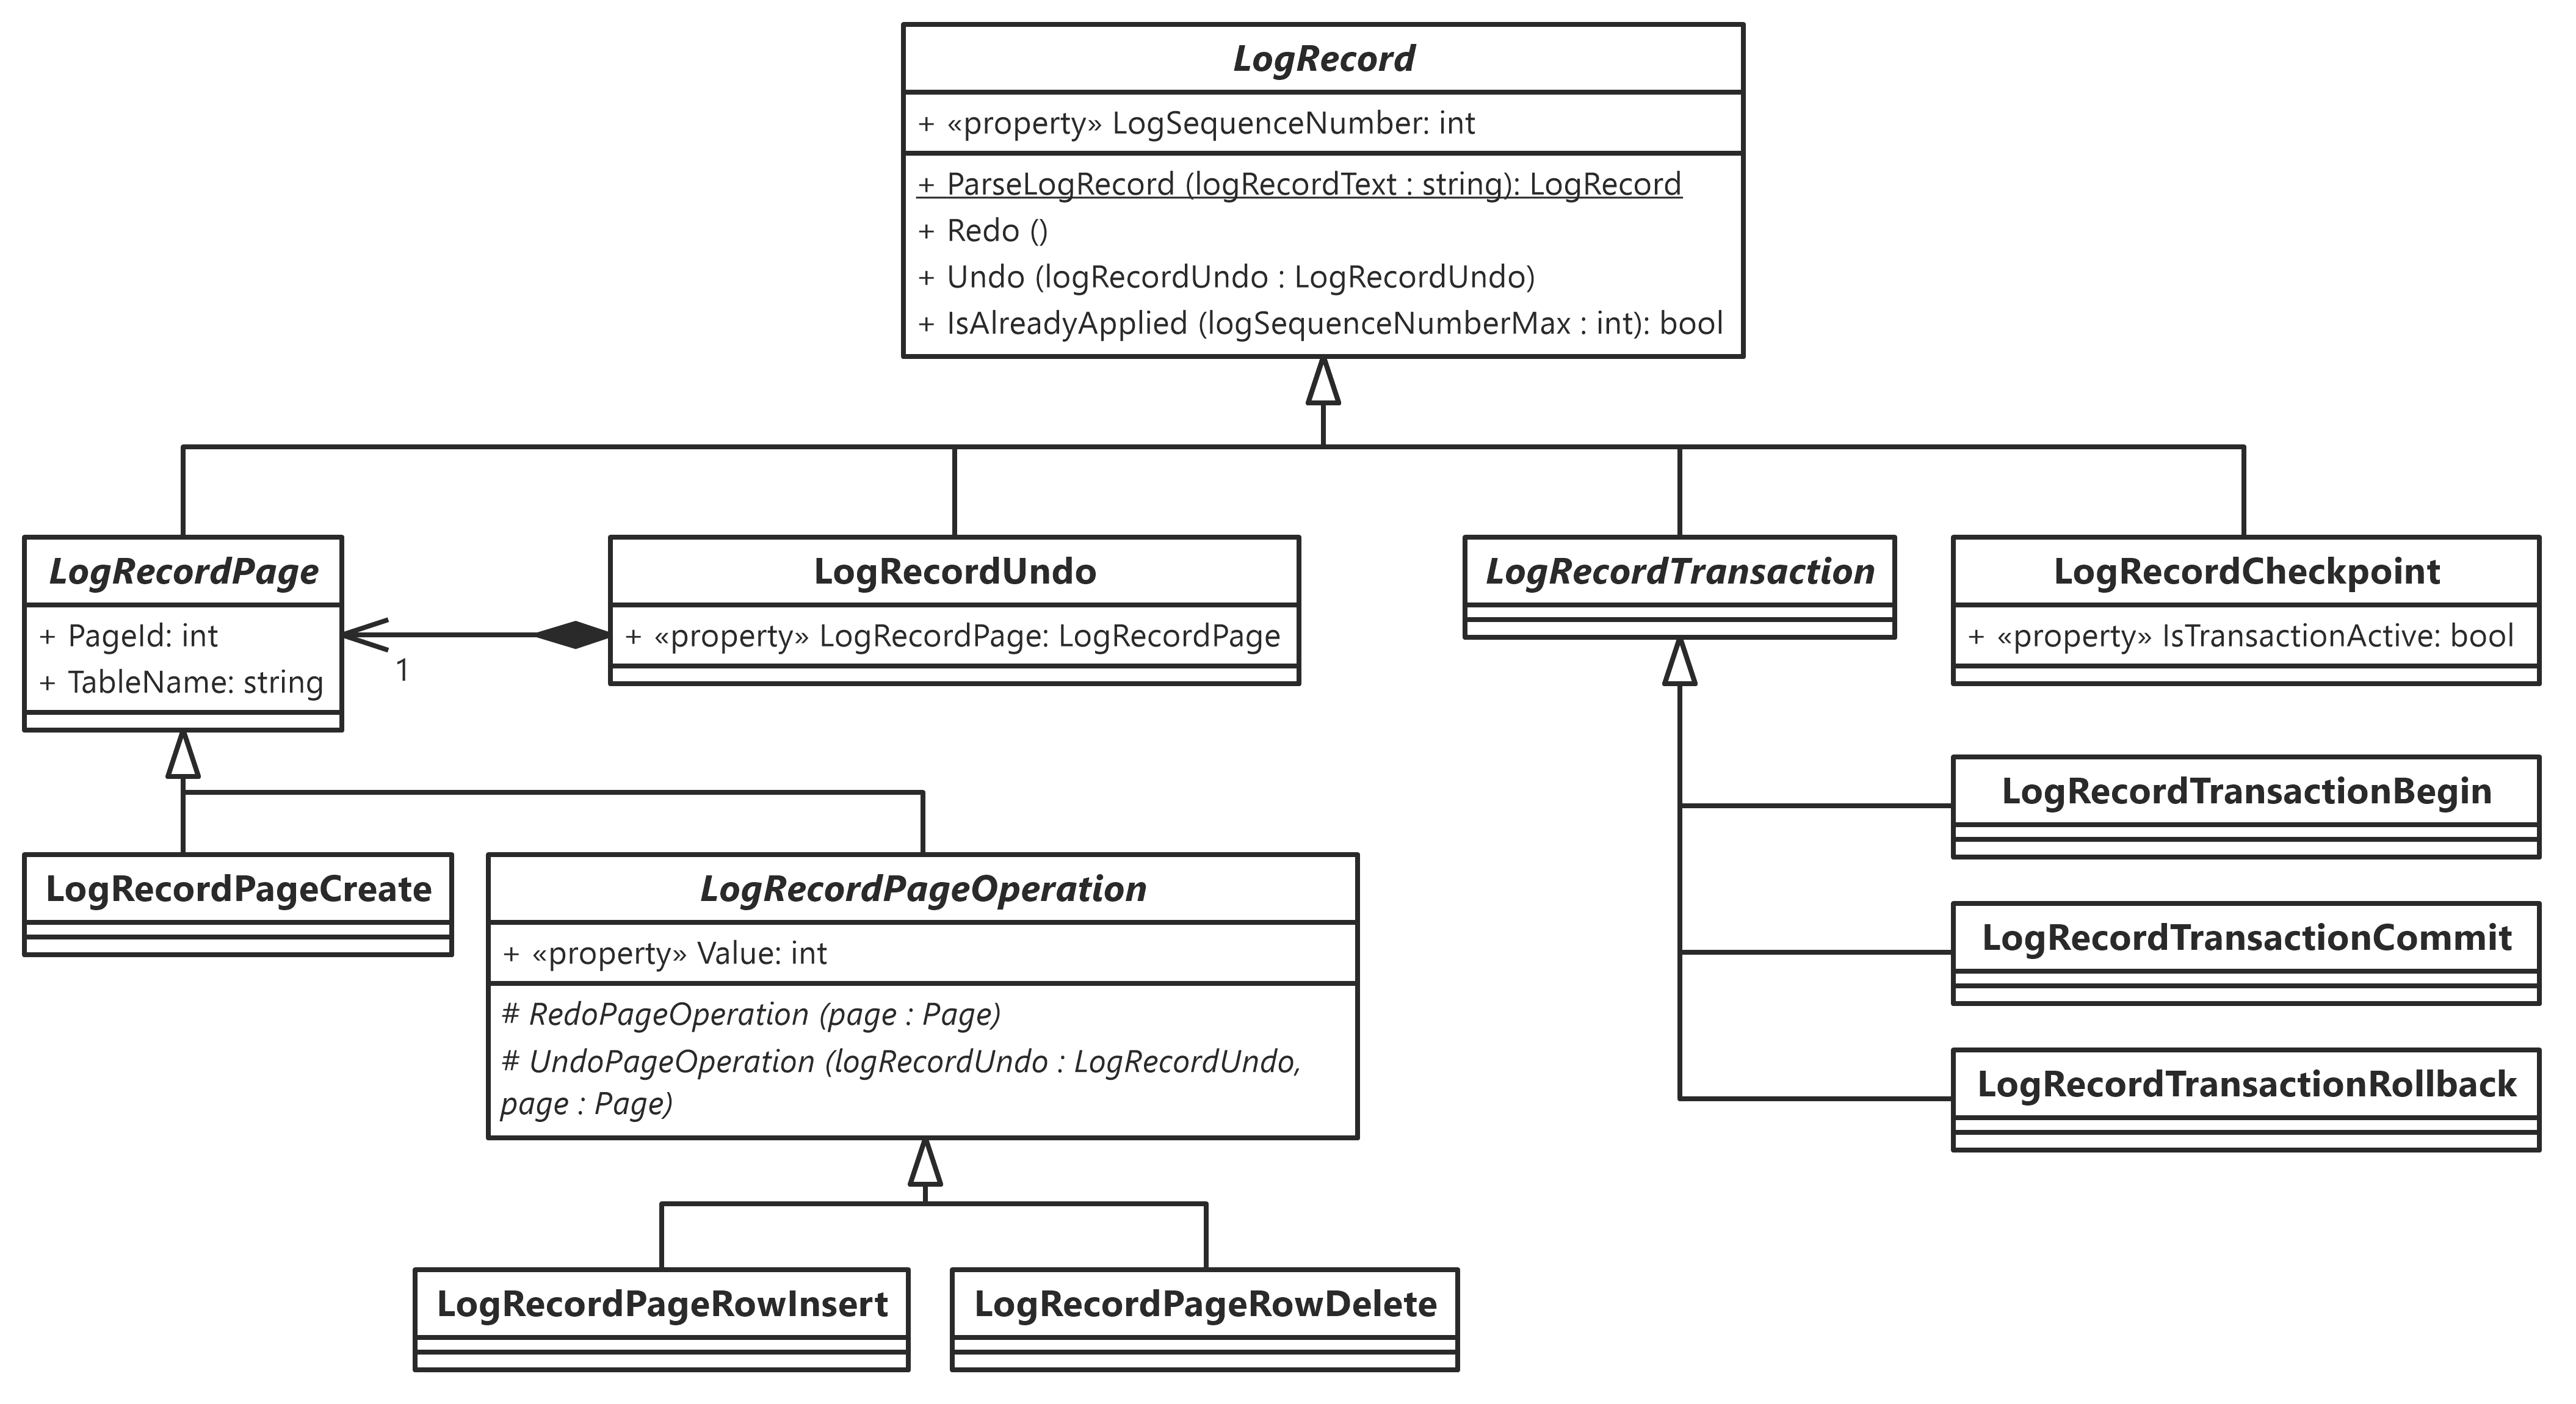 LogRecord
+ «property» LogSequenceNumber: int
+ ParseLogRecord (logRecordText : string): LogRecord
+ Redo ()
+ Undo (logRecordUndo : LogRecordUndo)
+ IsAlreadyApplied (logSequenceNumberMax : int): bool
LogRecordPage
+ PageId: int
+ TableName: string
1
LogRecordUndo
+ «property» LogRecordPage: LogRecordPage
LogRecordTransaction
LogRecordCheckpoint
+ «property» IsTransactionActive: bool
LogRecordTransactionBegin
LogRecordTransactionCommit
LogRecordTransactionRollback
LogRecordPageCreate
LogRecordPageOperation
+ «property» Value: int
# RedoPageOperation (page : Page)
# UndoPageOperation (logRecordUndo : LogRecordUndo,
page : Page)
LogRecordPageRowInsert
LogRecordPageRowDelete